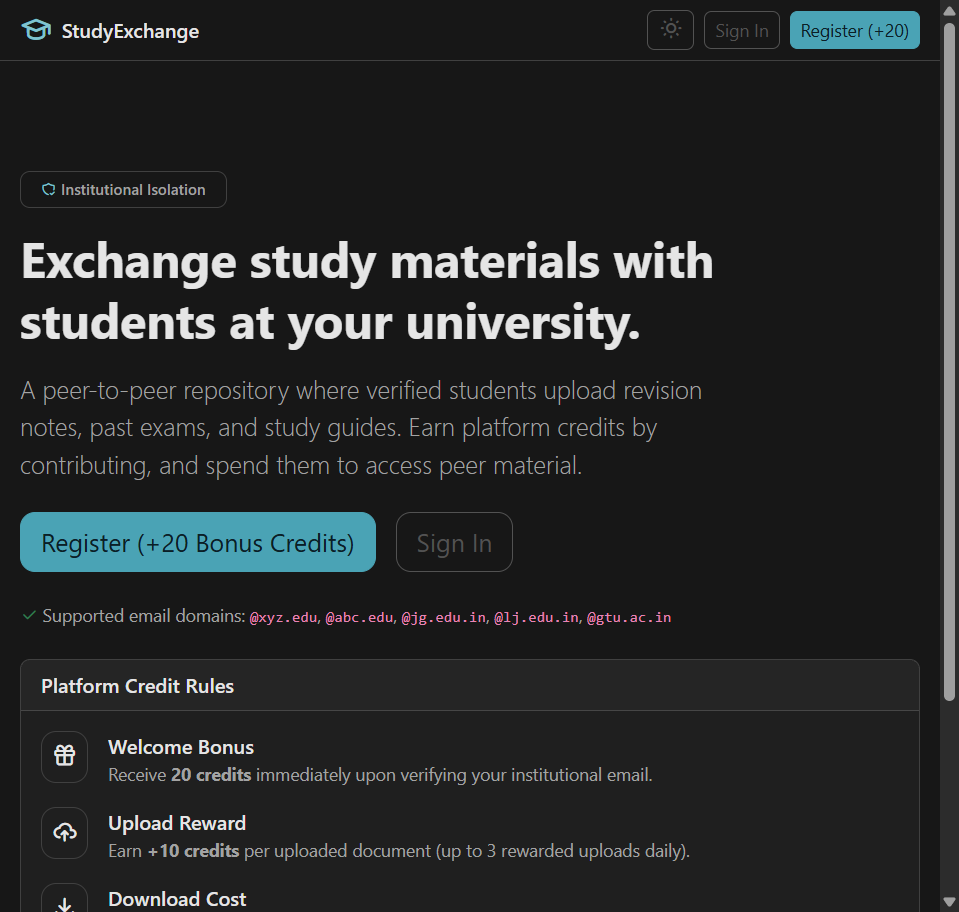 StudyExchange
Sign In
Register (+20)
Institutional Isolation
Exchange study materials with
students at your university.
A peer-to-peer repository where verified students upload revision
notes, past exams, and study guides. Earn platform credits by
contributing, and spend them to access peer material.
Register (+20 Bonus Credits)
Sign In
Supported email domains: @xyz.edu, @abc.edu, @jg.edu.in, @lj.edu.in, @gtu.ac.in
Platform Credit Rules
Welcome Bonus
Receive 20 credits immediately upon verifying your institutional email.
Upload Reward
Earn +10 credits per uploaded document (up to 3 rewarded uploads daily).
Download Cost